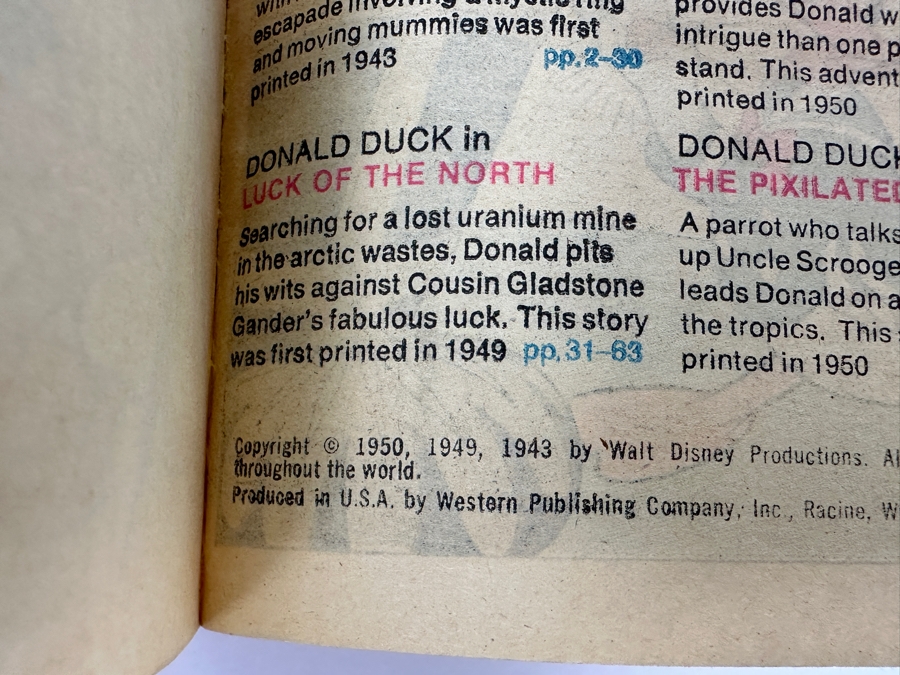 escapade involving a
and moving mummies was first
printed in 1943 pp. 2–30
DONALD DUCK in
LUCK OF THE NORTH
Searching for a lost uranium mine
in the arctic wastes, Donald pits
his wits against Cousin Gladstone
Gander's fabulous luck. This story
was first printed in 1949 pp. 31–63
provides Donald w
intrigue than one p
stand. This advent
printed in 1950
DONALD DUCK
THE PIXILATED
A parrot who talks
up Uncle Scrooge
leads Donald on a
the tropics. This
printed in 1950
Copyright © 1950, 1949, 1943 by Walt Disney Productions. Al
throughout the world.
Produced in U.S.A. by Western Publishing Company, Inc., Racine, W